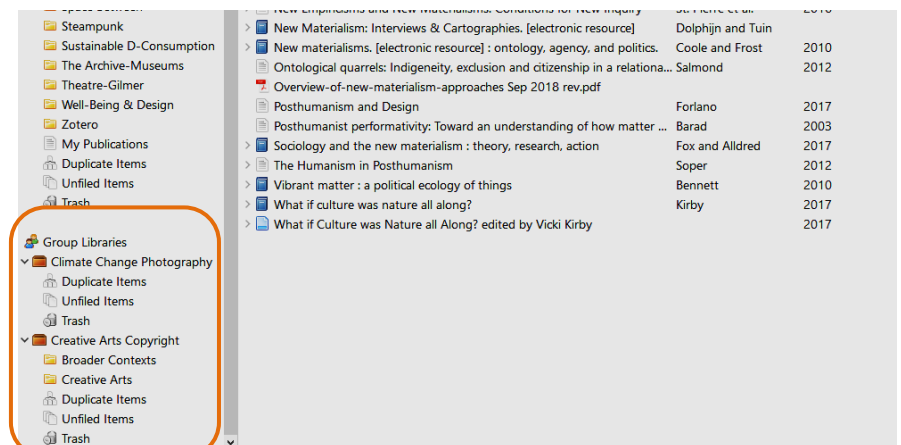 Space Between
Steampunk
Sustainable D-Consumption
The Archive-Museums
Theatre-Gilmer
Well-Being & Design
Zotero
My Publications
Duplicate Items
Unfiled Items
Trash
Group Libraries
Climate Change Photography
Duplicate Items
Unfiled Items
Trash
Creative Arts Copyright
Broader Contexts
Creative Arts
Duplicate Items
Unfiled Items
Trash
New Empiricisms and New Materialisms: Conditions for New Inquiry St. Pierre et al. 2016
New Materialism: Interviews & Cartographies. [electronic resource] Dolphijn and Tuin
New materialisms. [electronic resource] : ontology, agency, and politics. Coole and Frost 2010
Ontological quarrels: Indigeneity, exclusion and citizenship in a relationa... Salmond 2012
Overview-of-new-materialism-approaches Sep 2018 rev.pdf
Posthumanism and Design Forlano 2017
Posthumanist performativity: Toward an understanding of how matter ... Barad 2003
Sociology and the new materialism : theory, research, action Fox and Alldred 2017
The Humanism in Posthumanism Soper 2012
Vibrant matter : a political ecology of things Bennett 2010
What if culture was nature all along? Kirby 2017
What if Culture was Nature all Along? edited by Vicki Kirby 2017